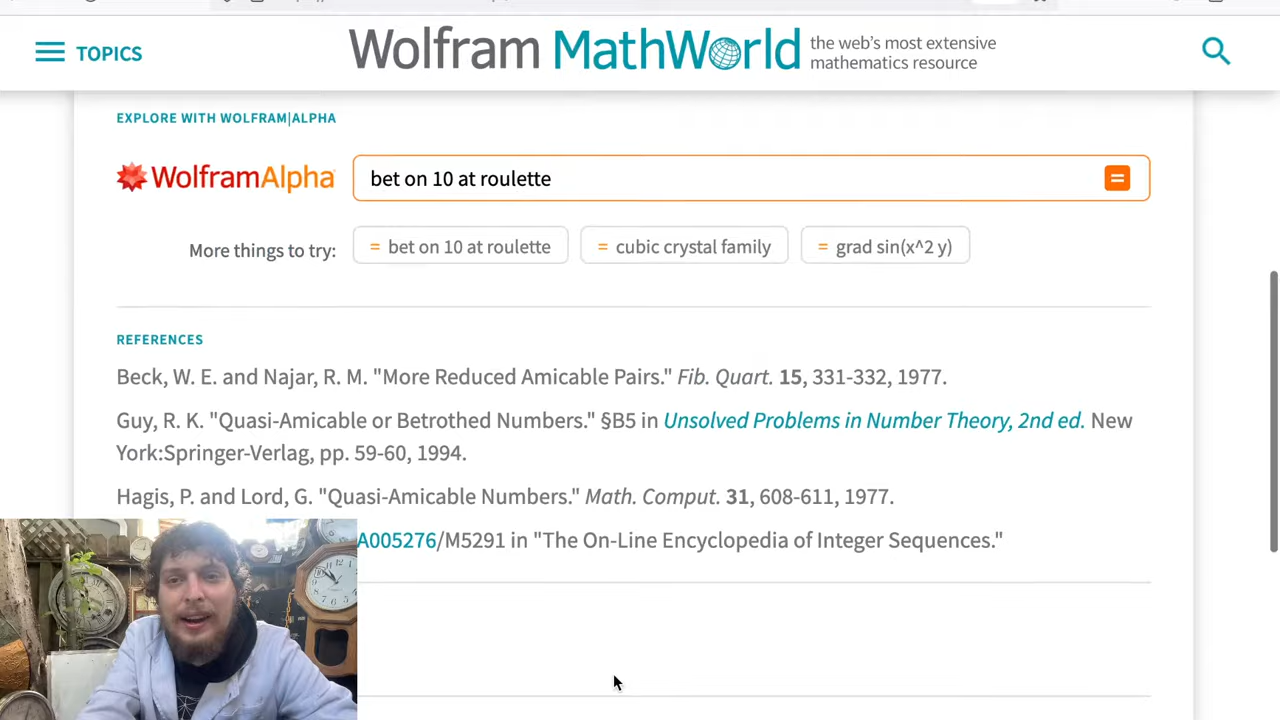 TOPICS
Wolfram MathWorld
the web's most extensive
mathematics resource
EXPLORE WITH WOLFRAM|ALPHA
WolframAlpha
bet on 10 at roulette
=
More things to try:
= bet on 10 at roulette
= cubic crystal family
= grad sin(x^2 y)
REFERENCES
Beck, W. E. and Najar, R. M. "More Reduced Amicable Pairs." Fib. Quart. 15, 331-332, 1977.
Guy, R. K. "Quasi-Amicable or Betrothed Numbers." §B5 in Unsolved Problems in Number Theory, 2nd ed. New
York:Springer-Verlag, pp. 59-60, 1994.
Hagis, P. and Lord, G. "Quasi-Amicable Numbers." Math. Comput. 31, 608-611, 1977.
A005276/M5291 in "The On-Line Encyclopedia of Integer Sequences."